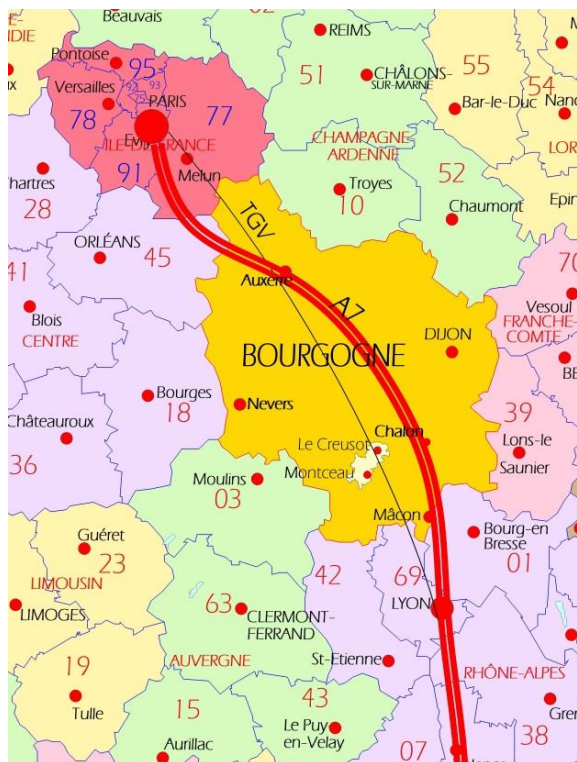 Beauvais
REIMS
Pontoise
95
51
CHÂLONS-
SUR-MARNE
55
54
Bar-le-Duc
Versailles
PARIS
77
78
ILE DE FRANCE
CHAMPAGNE
ARDENNE
91
Melun
Troyes
10
52
Chaumont
28
TGV
ORLÉANS
45
41
Auxerre
A7
70
Vesoul
FRANCHE-
COMTE
Blois
CENTRE
BOURGOGNE
DIJON
Bourges
18
Nevers
39
Châteauroux
36
Chalon
Le Creusot
Lons-le
Saunier
Moulins
03
Montceau
Mâcon
Bourg-en
Bresse
01
Guéret
23
42
69
LIMOUSIN
LIMOGES
63
CLERMONT-
FERRAND
LYON
19
AUVERGNE
St-Etienne
RHÔNE-ALPES
Tulle
43
15
Le Puy
en-Velay
38
Aurillac
07